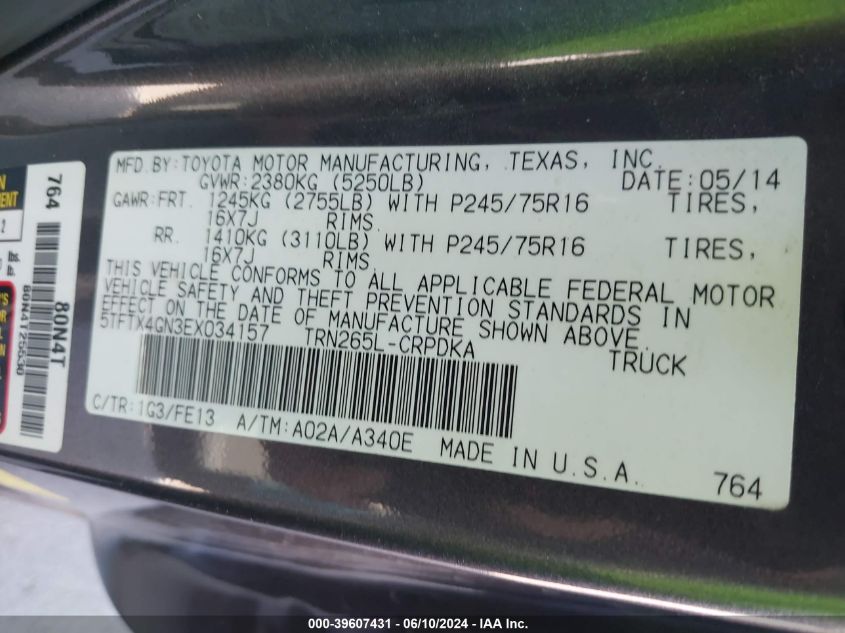 MFD. BY: TOYOTA MOTOR MANUFACTURING, TEXAS, INC.
GVWR: 2380KG (5250LB) DATE: 05/14
GAWR: FRT. 1245KG (2755LB) WITH P245/75R16 TIRES,
16X7J RIMS.
RR. 1410KG (3110LB) WITH P245/75R16 TIRES,
16X7J RIMS.
THIS VEHICLE CONFORMS TO ALL APPLICABLE FEDERAL MOTOR
VEHICLE SAFETY AND THEFT PREVENTION STANDARDS IN
EFFECT ON THE DATE OF MANUFACTURE SHOWN ABOVE.
5TFTX4GN3EX034157 TRN265L-CRPDKA TRUCK
C/TR: 1G3/FE13 A/TM: A02A/A340E MADE IN U.S.A.
764
764
80N4T
lbs.
lb.
000-39607431 - 06/10/2024 - IAA Inc.